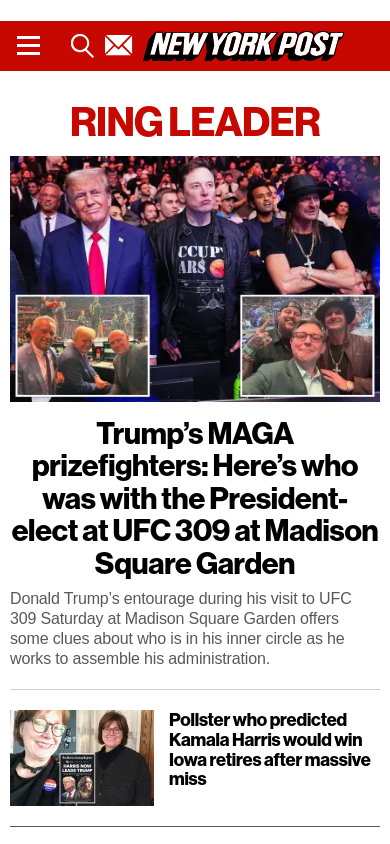 NEW YORK POST
RING LEADER
OCCUPY
MARS
Trump’s MAGA
prizefighters: Here’s who
was with the President-
elect at UFC 309 at Madison
Square Garden
Donald Trump’s entourage during his visit to UFC
309 Saturday at Madison Square Garden offers
some clues about who is in his inner circle as he
works to assemble his administration.
HARRIS NOW
LEADS TRUMP
Pollster who predicted
Kamala Harris would win
Iowa retires after massive
miss